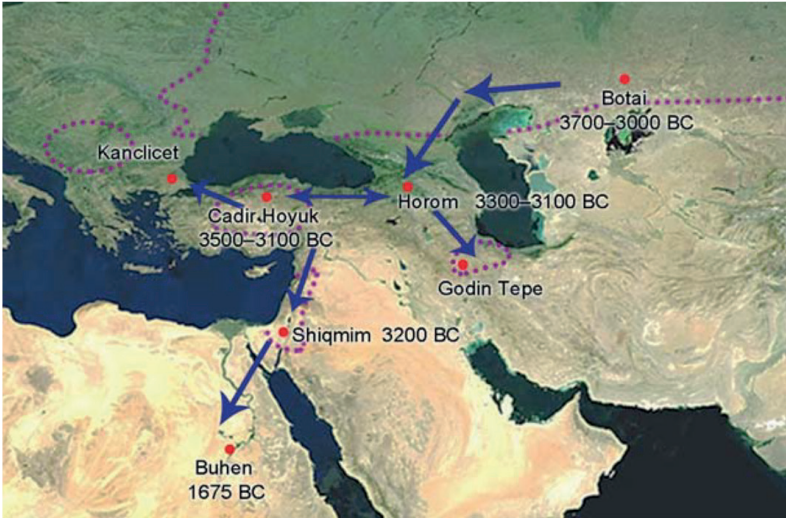 Botai
3700–3000 BC
Kanclicet
Horom 3300–3100 BC
Cadir Hoyuk
3500–3100 BC
Godin Tepe
Shiqmim 3200 BC
Buhen
1675 BC